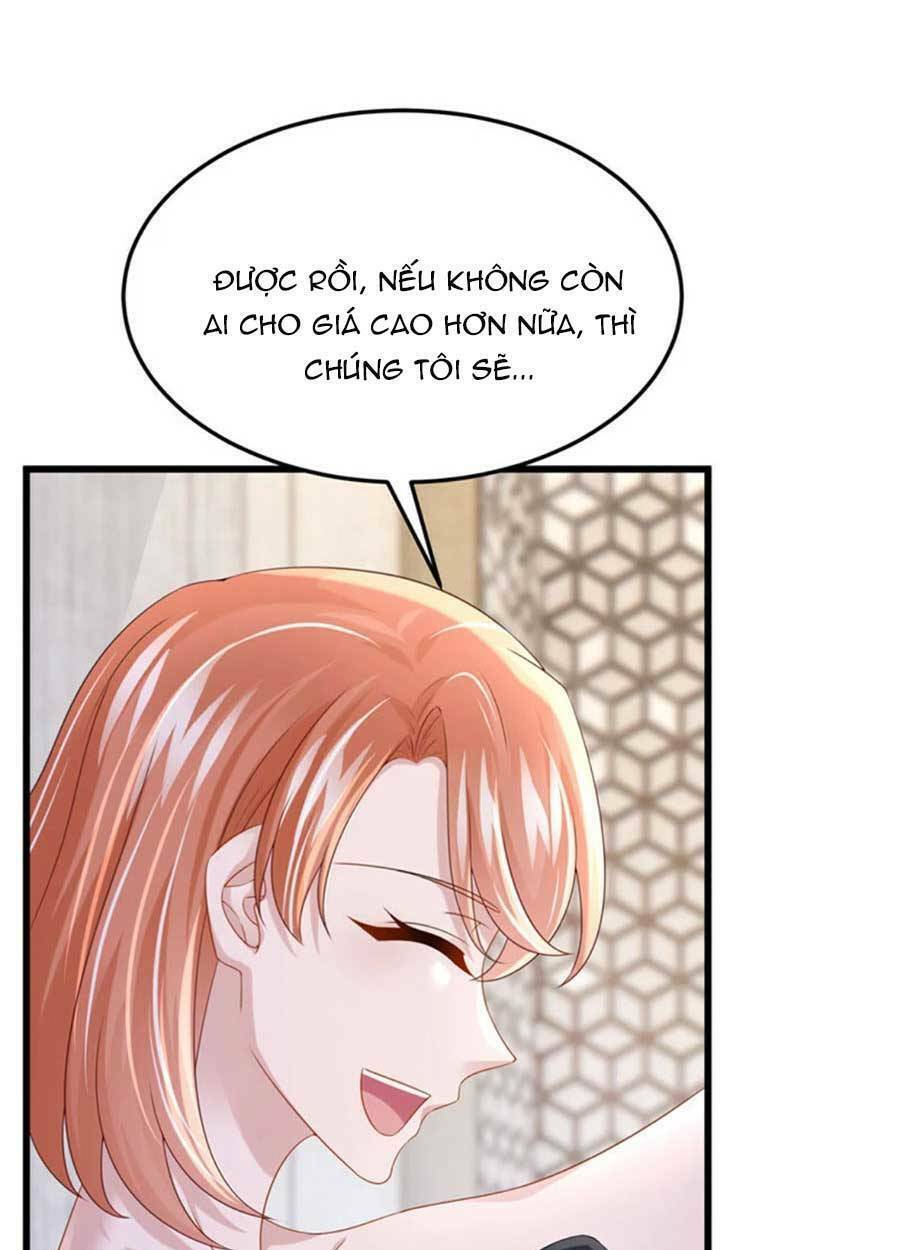 ĐƯỢC RỒI, NẾU KHÔNG CÒN
AI CHO GIÁ CAO HƠN NỮA, THÌ
CHÚNG TÔI SẼ...